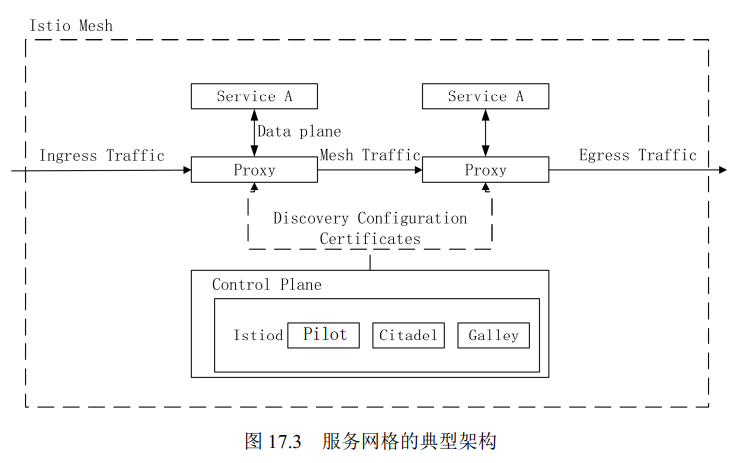 Istio Mesh
Service A
Service A
Data plane
Ingress Traffic
Mesh Traffic
Egress Traffic
Proxy
Proxy
Discovery Configuration
Certificates
Control Plane
Istiod
Pilot
Citadel
Galley
图 17.3 服务网格的典型架构